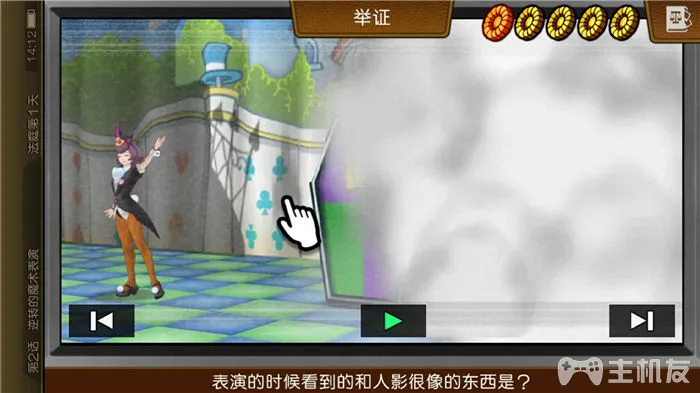 举证
14:12
法庭第1天
第2话 逆转的魔术表演
表演的时候看到的和人影很像的东西是？
主机友